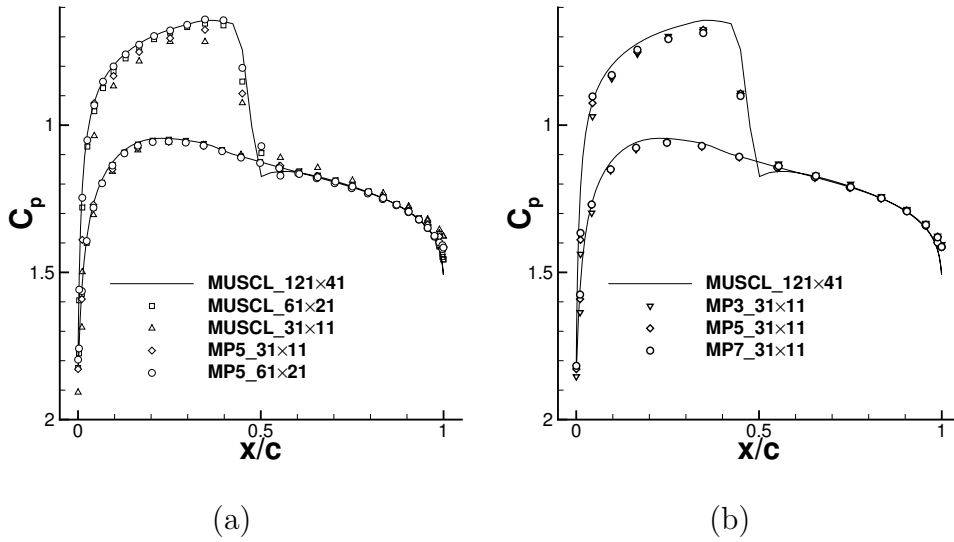 1
1.5
2
C_p
MUSCL_121×41
MUSCL_61×21
MUSCL_31×11
MP5_31×11
MP5_61×21
0 0.5 1
x/c
(a)
1
1.5
2
C_p
MUSCL_121×41
MP3_31×11
MP5_31×11
MP7_31×11
0 0.5 1
x/c
(b)